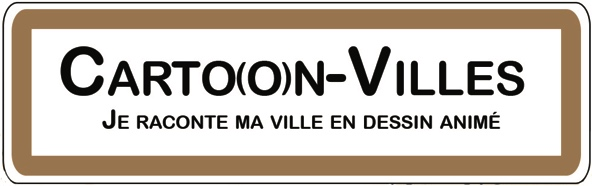 CARTO(O)N-VILLES
JE RACONTE MA VILLE EN DESSIN ANIMÉ